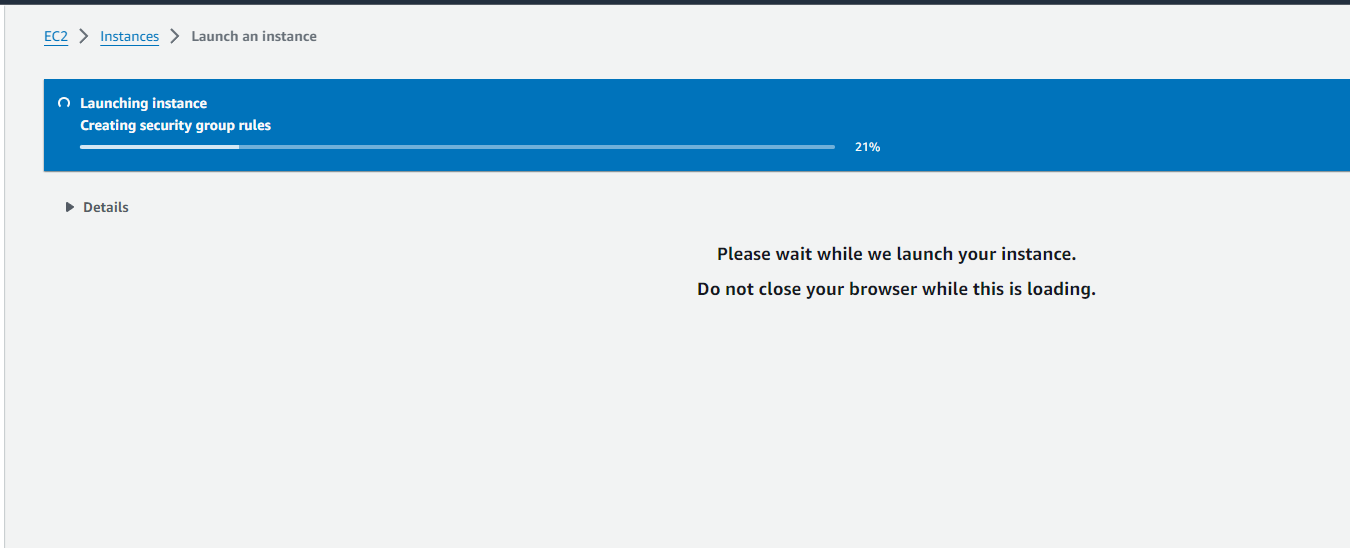 EC2 Instances Launch an instance
Launching instance
Creating security group rules
21%
Details
Please wait while we launch your instance.
Do not close your browser while this is loading.